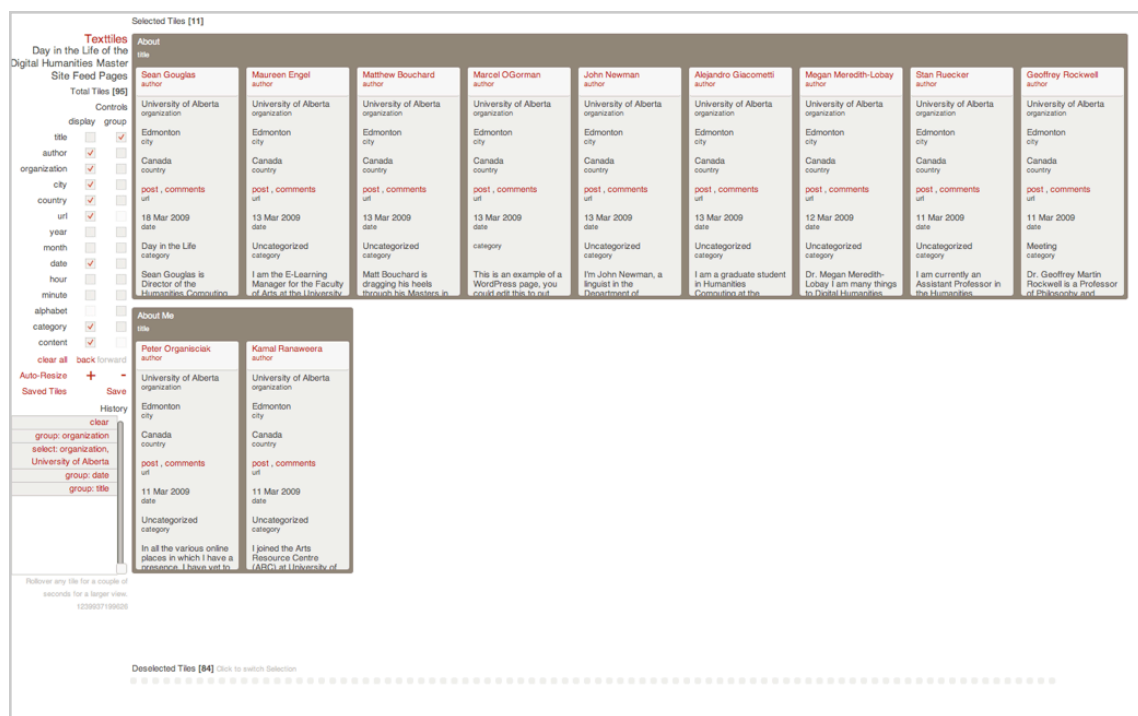 Selected Tiles [11]
Texttiles
Day in the Life of the
Digital Humanities Master
Site Feed Pages
Total Tiles [95]
Controls
display group
title
author
organization
city
country
url
year
month
date
hour
minute
alphabet
category
content
clear all back forward
Auto-Resize + -
Saved Tiles Save
History
clear
group: organization
select: organization,
University of Alberta
group: date
group: title
Rollover any tile for a couple of
seconds for a larger view.
1239937199626
About
title
Sean Gouglas
author
University of Alberta
organization
Edmonton
city
Canada
country
post , comments
url
18 Mar 2009
date
Day in the Life
category
Sean Gouglas is
Director of the
Humanities Computing
Maureen Engel
author
University of Alberta
organization
Edmonton
city
Canada
country
post , comments
url
13 Mar 2009
date
Uncategorized
category
I am the E-Learning
Manager for the Faculty
of Arts at the University
Matthew Bouchard
author
University of Alberta
organization
Edmonton
city
Canada
country
post , comments
url
13 Mar 2009
date
Uncategorized
category
Matt Bouchard is
dragging his heels
through his Masters in
Marcel OGorman
author
University of Alberta
organization
Edmonton
city
Canada
country
post , comments
url
13 Mar 2009
date
category
This is an example of a
WordPress page, you
could edit this to put
John Newman
author
University of Alberta
organization
Edmonton
city
Canada
country
post , comments
url
13 Mar 2009
date
Uncategorized
category
I'm John Newman, a
linguist in the
Department of
Alejandro Giacometti
author
University of Alberta
organization
Edmonton
city
Canada
country
post , comments
url
13 Mar 2009
date
Uncategorized
category
I am a graduate student
in Humanities
Computing at the
Megan Meredith-Lobay
author
University of Alberta
organization
Edmonton
city
Canada
country
post , comments
url
12 Mar 2009
date
Uncategorized
category
Dr. Megan Meredith-
Lobay I am many things
to Digital Humanities
Stan Ruecker
author
University of Alberta
organization
Edmonton
city
Canada
country
post , comments
url
11 Mar 2009
date
Uncategorized
category
I am currently an
Assistant Professor in
the Humanities
Geoffrey Rockwell
author
University of Alberta
organization
Edmonton
city
Canada
country
post , comments
url
11 Mar 2009
date
Meeting
category
Dr. Geoffrey Martin
Rockwell is a Professor
of Philosophy and
About Me
title
Peter Organisciak
author
University of Alberta
organization
Edmonton
city
Canada
country
post , comments
url
11 Mar 2009
date
Uncategorized
category
In all the various online
places in which I have a
presence, I have yet to
Kamal Ranaweera
author
University of Alberta
organization
Edmonton
city
Canada
country
post , comments
url
11 Mar 2009
date
Uncategorized
category
I joined the Arts
Resource Centre
(ARC) at University of
Deselected Tiles [84] Click to switch Selection